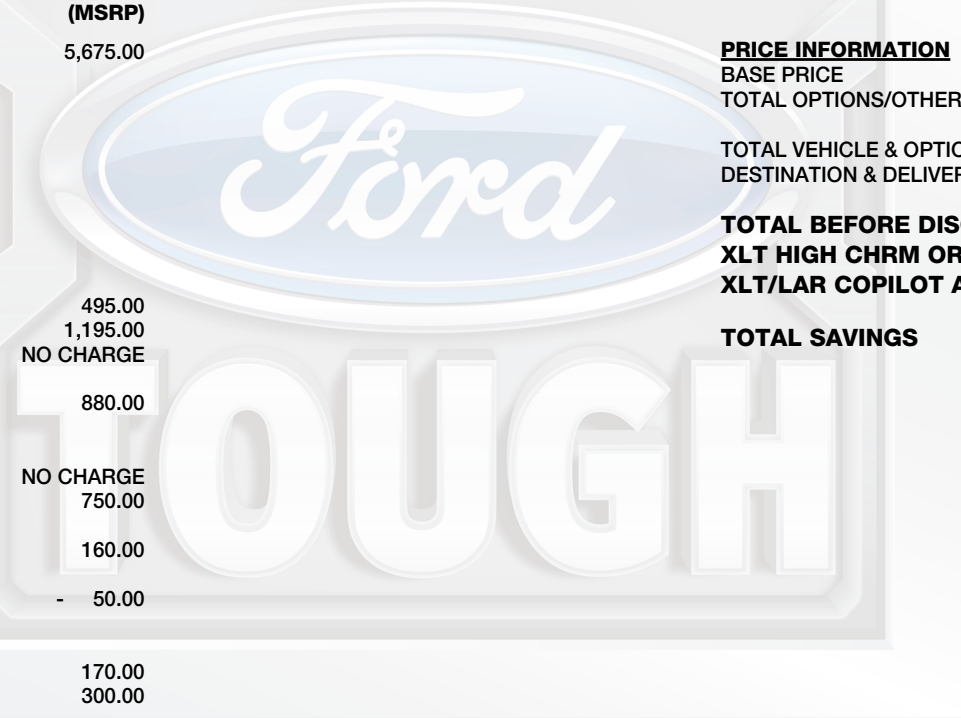 (MSRP)
5,675.00
495.00
1,195.00
NO CHARGE
880.00
NO CHARGE
750.00
160.00
- 50.00
170.00
300.00
PRICE INFORMATION
BASE PRICE
TOTAL OPTIONS/OTHER
TOTAL VEHICLE & OPTIO
DESTINATION & DELIVER
TOTAL BEFORE DIS
XLT HIGH CHRM OR
XLT/LAR COPILOT A
TOTAL SAVINGS
Ford
TOUGH